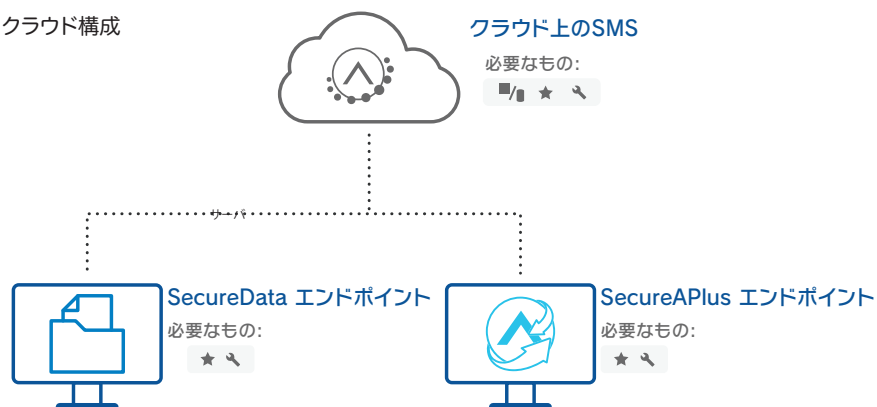 クラウド構成
クラウド上のSMS
必要なもの:
サーバ
SecureData エンドポイント
必要なもの:
SecureAPlus エンドポイント
必要なもの: